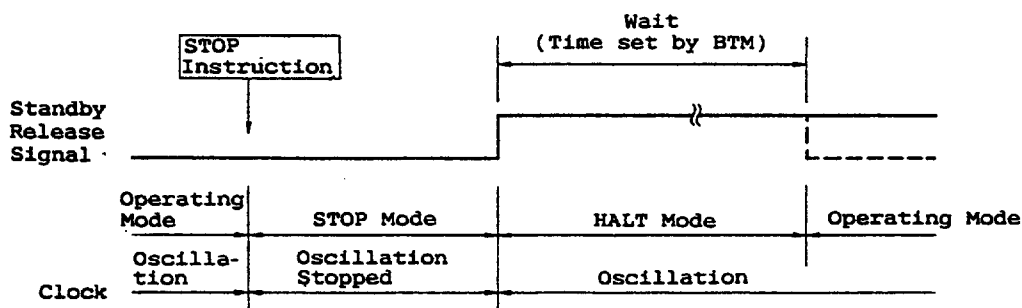 Wait
(Time set by BTM)
STOP
Instruction
Standby
Release
Signal
Operating
Mode
STOP Mode
HALT Mode
Operating Mode
Oscilla-
tion
Oscillation
Stopped
Oscillation
Clock